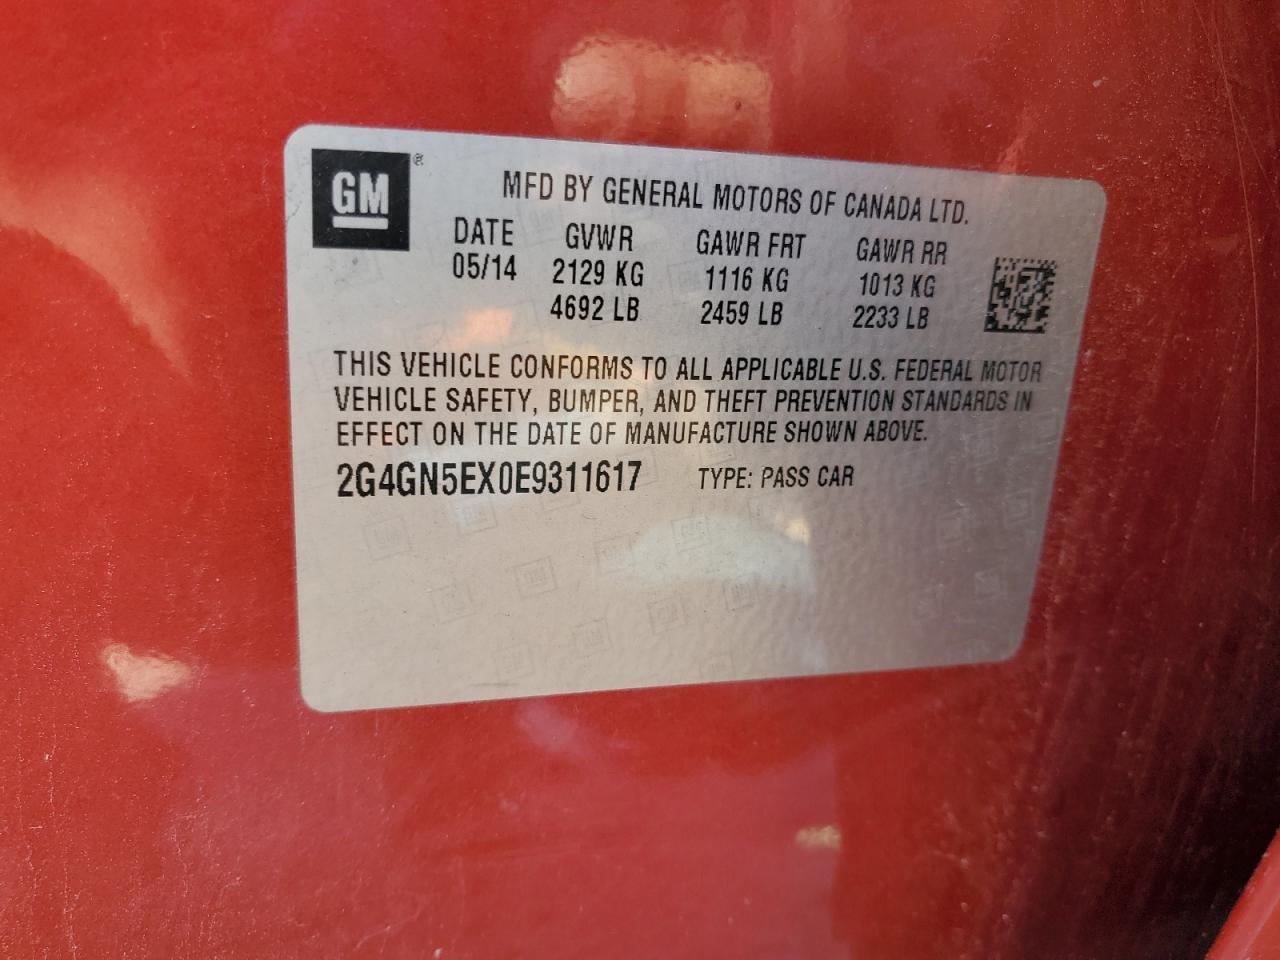 GM®
MFD BY GENERAL MOTORS OF CANADA LTD.
DATE GVWR GAWR FRT GAWR RR
05/14 2129 KG 1116 KG 1013 KG
4692 LB 2459 LB 2233 LB
THIS VEHICLE CONFORMS TO ALL APPLICABLE U.S. FEDERAL MOTOR
VEHICLE SAFETY, BUMPER, AND THEFT PREVENTION STANDARDS IN
EFFECT ON THE DATE OF MANUFACTURE SHOWN ABOVE.
2G4GN5EX0E9311617 TYPE: PASS CAR